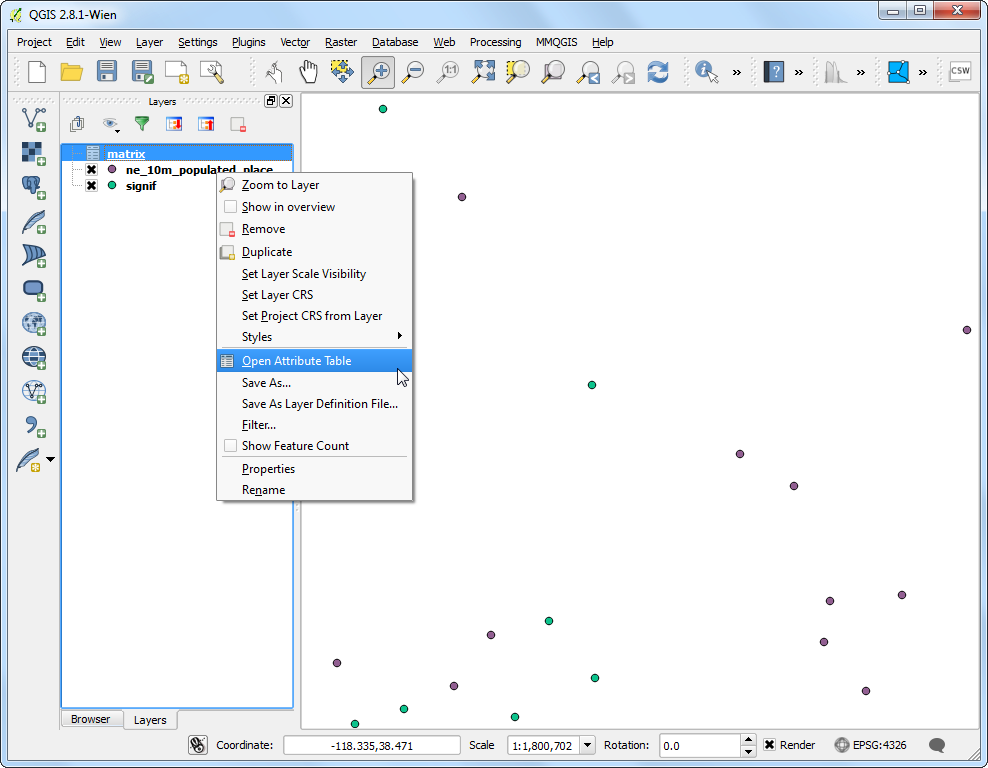 QGIS 2.8.1-Wien
Project Edit View Layer Settings Plugins Vector Raster Database Web Processing MMQGIS Help
1:1 CSW
Layers
matrix
ne_10m_populated_place
signif
Zoom to Layer
Show in overview
Remove
Duplicate
Set Layer Scale Visibility
Set Layer CRS
Set Project CRS from Layer
Styles
Open Attribute Table
Save As...
Save As Layer Definition File...
Filter...
Show Feature Count
Properties
Rename
Browser Layers
Coordinate: -118.335,38.471 Scale 1:1,800,702 Rotation: 0.0 Render EPSG:4326